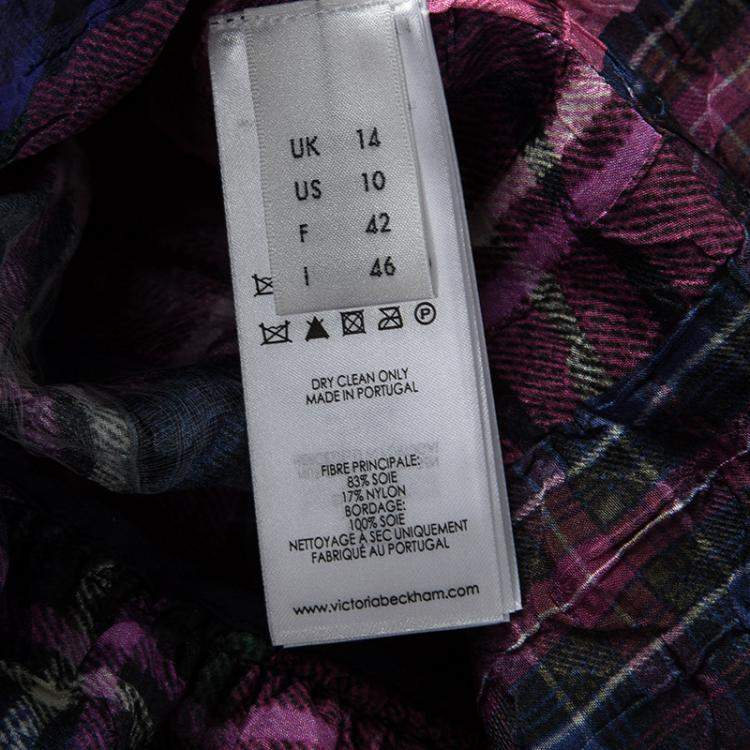 UK 14
US 10
F 42
I 46
P
DRY CLEAN ONLY
MADE IN PORTUGAL
FIBRE PRINCIPALE:
83% SOIE
17% NYLON
BORDAGE:
100% SOIE
NETTOYAGE A SEC UNIQUEMENT
FABRIQUÉ AU PORTUGAL
www.victoriabeckham.com